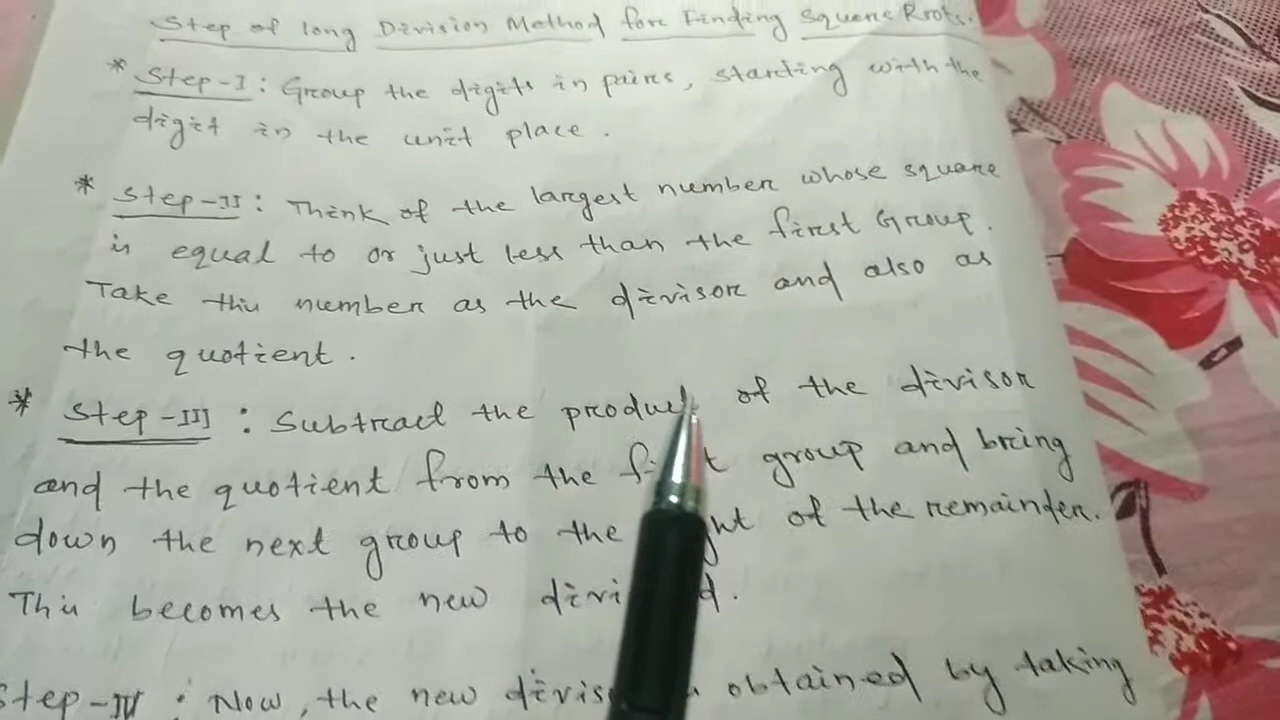 Step of long Division Method for Finding Square Roots.
* Step-I : Group the digits in pairs, starting with the
digit in the unit place.
* Step-II : Think of the largest number whose square
is equal to or just less than the first Group.
Take this number as the divisor and also as
the quotient.
* Step-III : Subtract the product of the divisor
and the quotient from the group and bring
down the next group to the of the remainder.
This becomes the new
Step-IV : Now, the new obtained by taking